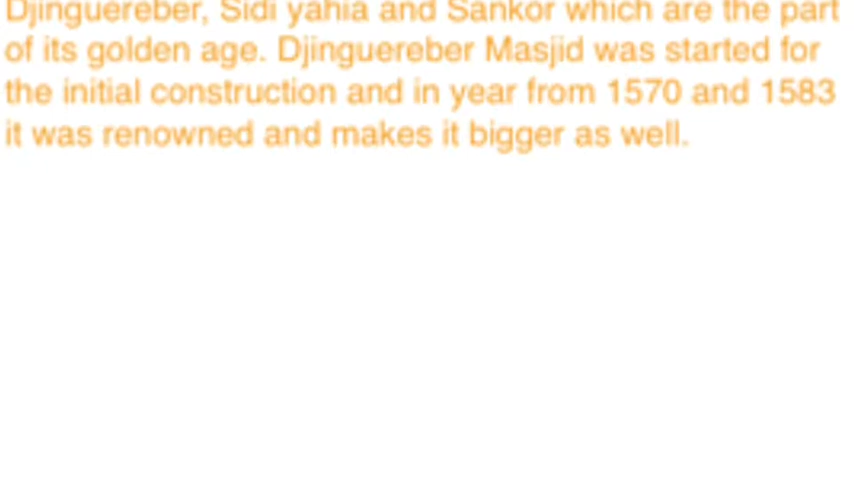 Djinguereber, Sidi yahia and Sankor which are the part
of its golden age. Djinguereber Masjid was started for
the initial construction and in year from 1570 and 1583
it was renowned and makes it bigger as well.